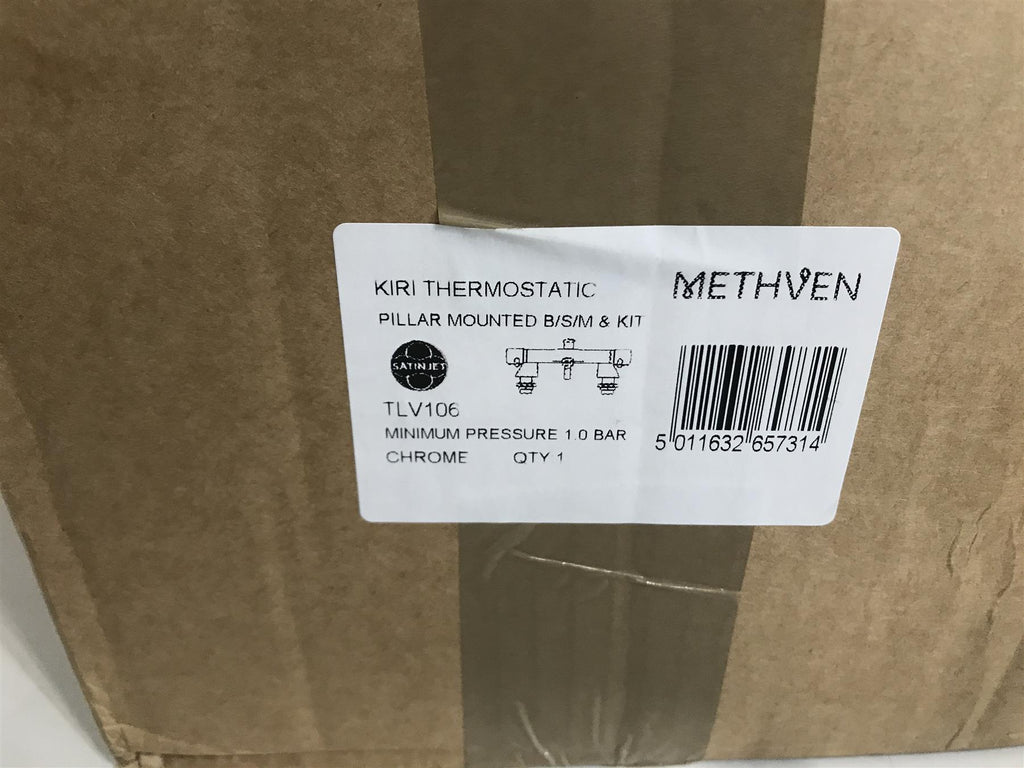 KIRI THERMOSTATIC
METHVEN
PILLAR MOUNTED B/S/M & KIT
SATINJET
TLV106
MINIMUM PRESSURE 1.0 BAR
CHROME QTY 1
5 011632 657314